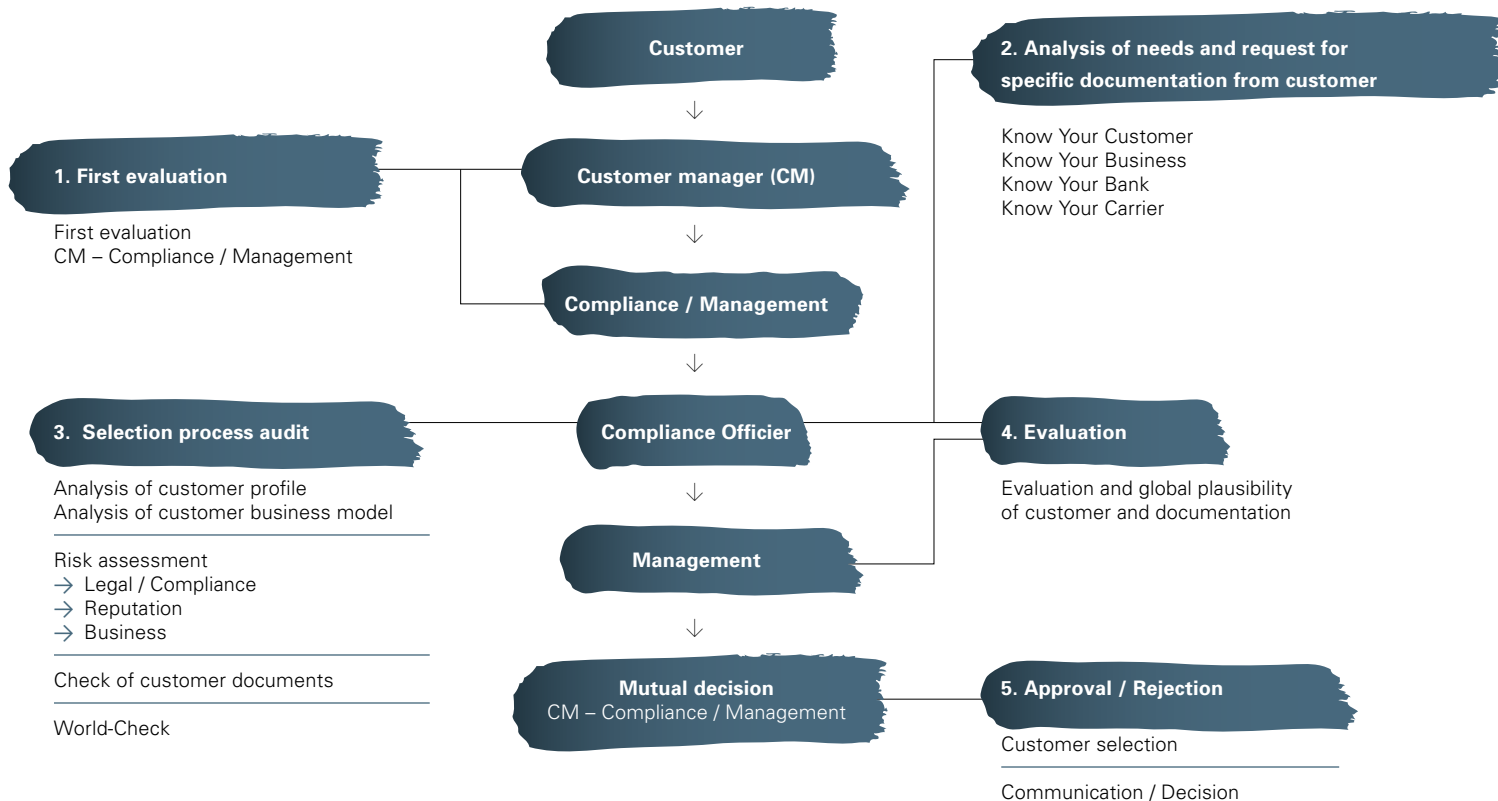 Customer
2. Analysis of needs and request for
specific documentation from customer
Know Your Customer
Know Your Business
Know Your Bank
Know Your Carrier
1. First evaluation
First evaluation
CM – Compliance / Management
Customer manager (CM)
Compliance / Management
3. Selection process audit
Analysis of customer profile
Analysis of customer business model
Risk assessment
→ Legal / Compliance
→ Reputation
→ Business
Check of customer documents
World-Check
Compliance Officier
4. Evaluation
Evaluation and global plausibility
of customer and documentation
Management
Mutual decision
CM – Compliance / Management
5. Approval / Rejection
Customer selection
Communication / Decision